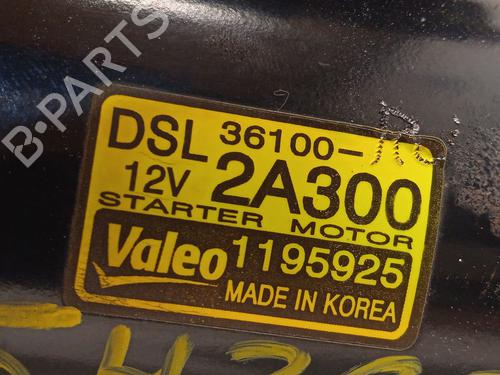 B-PARTS
DSL 36100-
12V 2A300
STARTER MOTOR
Valeo 1195925
MADE IN KOREA